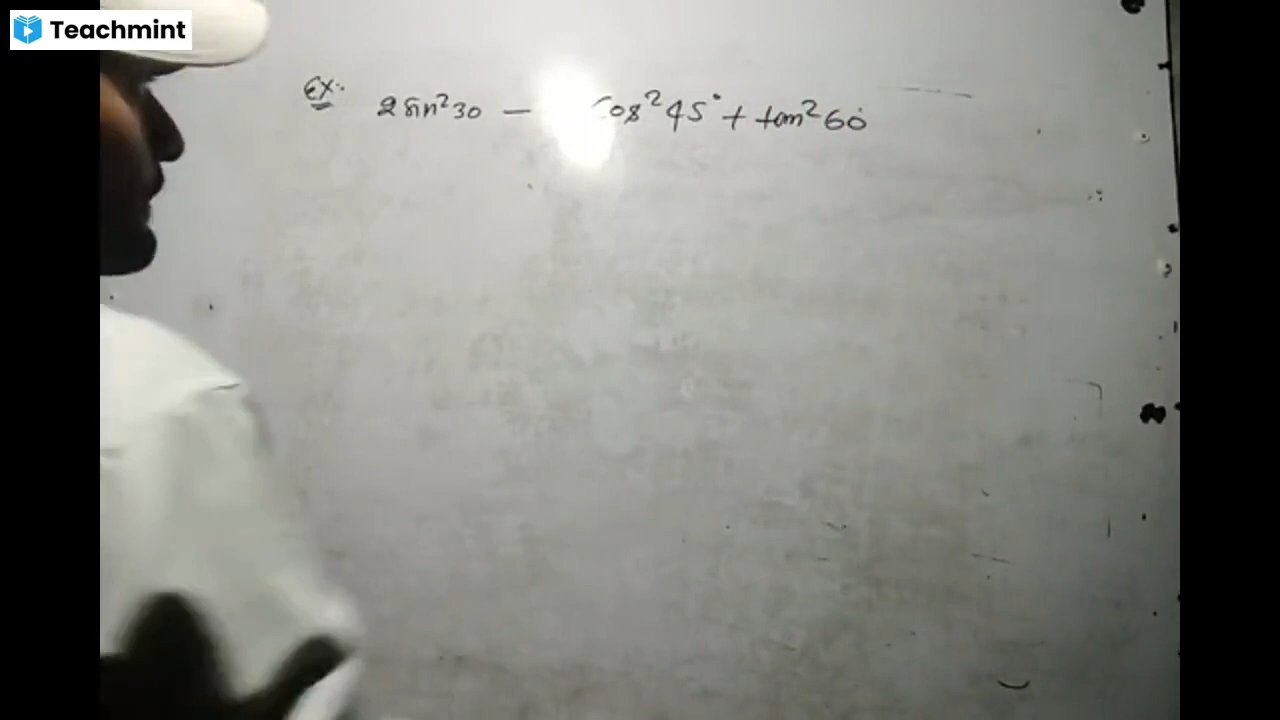 Teachmint
Ex:- 2 sin²30 - Cos²45° + tan²60°